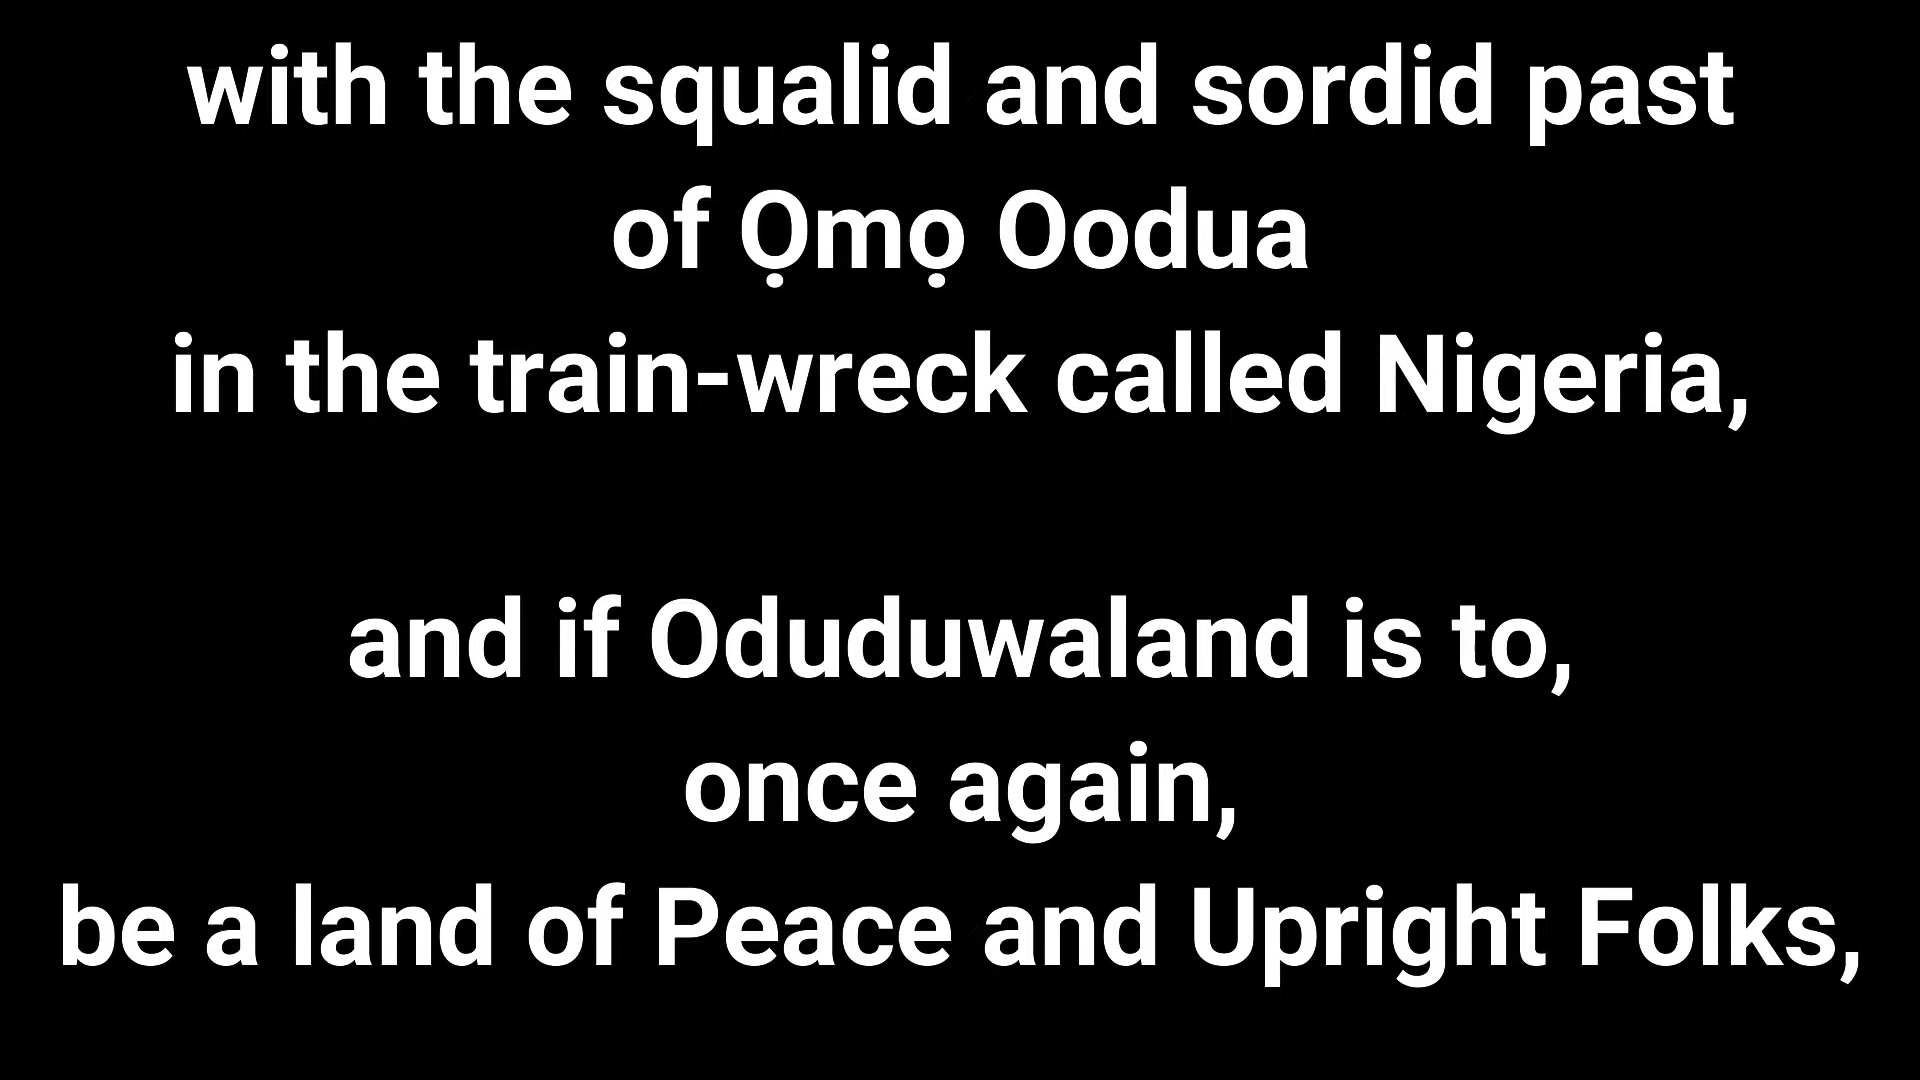 with the squalid and sordid past
of Ọmọ Oodua
in the train-wreck called Nigeria,
and if Oduduwaland is to,
once again,
be a land of Peace and Upright Folks,